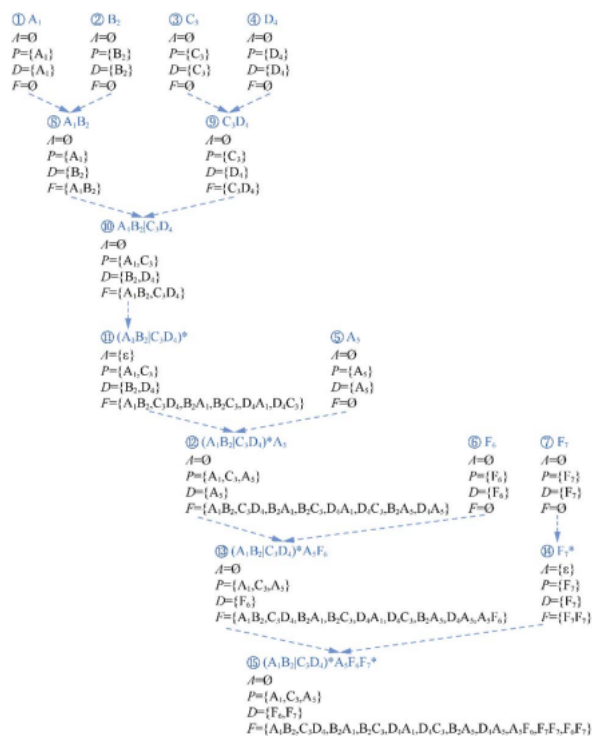 ① A₁
Λ=Ø
P={A₁}
D={A₁}
F=Ø
② B₂
Λ=Ø
P={B₂}
D={B₂}
F=Ø
③ C₃
Λ=Ø
P={C₃}
D={C₃}
F=Ø
④ D₄
Λ=Ø
P={D₄}
D={D₄}
F=Ø
⑧ A₁B₂
Λ=Ø
P={A₁}
D={B₂}
F={A₁B₂}
⑨ C₃D₄
Λ=Ø
P={C₃}
D={D₄}
F={C₃D₄}
⑩ A₁B₂|C₃D₄
Λ=Ø
P={A₁,C₃}
D={B₂,D₄}
F={A₁B₂,C₃D₄}
⑪ (A₁B₂|C₃D₄)*
Λ={ε}
P={A₁,C₃}
D={B₂,D₄}
F={A₁B₂,C₃D₄,B₂A₁,B₂C₃,D₄A₁,D₄C₃}
⑤ A₅
Λ=Ø
P={A₅}
D={A₅}
F=Ø
⑫ (A₁B₂|C₃D₄)*A₅
Λ=Ø
P={A₁,C₃,A₅}
D={A₅}
F={A₁B₂,C₃D₄,B₂A₁,B₂C₃,D₄A₁,D₄C₃,B₂A₅,D₄A₅}
⑥ F₆
Λ=Ø
P={F₆}
D={F₆}
F=Ø
⑦ F₇
Λ=Ø
P={F₇}
D={F₇}
F=Ø
⑬ (A₁B₂|C₃D₄)*A₅F₆
Λ=Ø
P={A₁,C₃,A₅}
D={F₆}
F={A₁B₂,C₃D₄,B₂A₁,B₂C₃,D₄A₁,D₄C₃,B₂A₅,D₄A₅,A₅F₆}
⑭ F₇*
Λ={ε}
P={F₇}
D={F₇}
F={F₇F₇}
⑮ (A₁B₂|C₃D₄)*A₅F₆F₇*
Λ=Ø
P={A₁,C₃,A₅}
D={F₆,F₇}
F={A₁B₂,C₃D₄,B₂A₁,B₂C₃,D₄A₁,D₄C₃,B₂A₅,D₄A₅,A₅F₆,F₇F₇,F₆F₇}